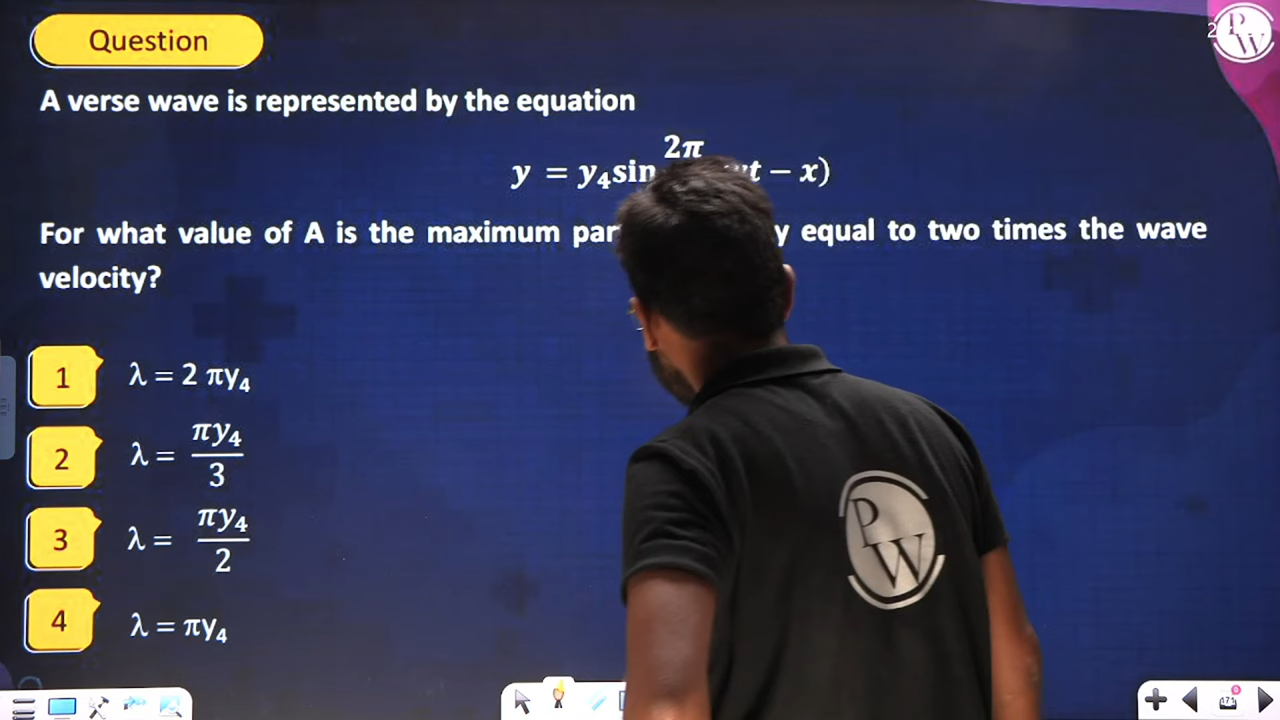 Question
A verse wave is represented by the equation
2π
y = y₄sin t − x)
For what value of A is the maximum y equal to two times the wave
velocity?
1 λ = 2 πy₄
2 λ = πy₄/3
3 λ = πy₄/2
4 λ = πy₄
PW
PW